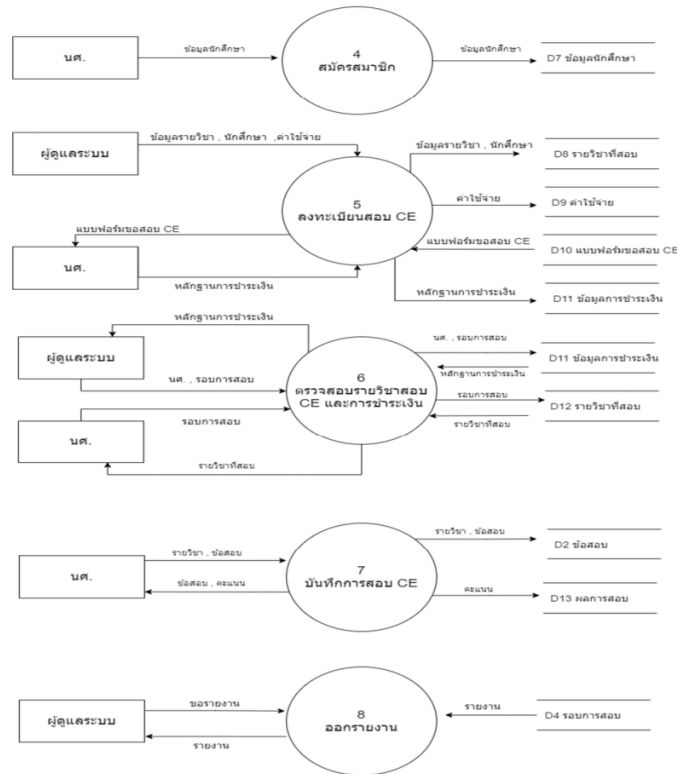 นศ.
ข้อมูลนักศึกษา
4
สมัครสมาชิก
ข้อมูลนักศึกษา
D7 ข้อมูลนักศึกษา
ผู้ดูแลระบบ
ข้อมูลรายวิชา , นักศึกษา ,ค่าใช้จ่าย
5
ลงทะเบียนสอบ CE
ข้อมูลรายวิชา , นักศึกษา
D8 รายวิชาที่สอบ
ค่าใช้จ่าย
D9 ค่าใช้จ่าย
แบบฟอร์มขอสอบ CE
นศ.
แบบฟอร์มขอสอบ CE
D10 แบบฟอร์มขอสอบ CE
หลักฐานการชำระเงิน
หลักฐานการชำระเงิน
D11 ข้อมูลการชำระเงิน
หลักฐานการชำระเงิน
ผู้ดูแลระบบ
นศ. , รอบการสอบ
6
ตรวจสอบรายวิชาสอบ
CE และการชำระเงิน
นศ. , รอบการสอบ
D11 ข้อมูลการชำระเงิน
หลักฐานการชำระเงิน
รอบการสอบ
D12 รายวิชาที่สอบ
รายวิชาที่สอบ
นศ.
รอบการสอบ
รายวิชาที่สอบ
นศ.
รายวิชา , ข้อสอบ
ข้อสอบ , คะแนน
7
บันทึกการสอบ CE
รายวิชา , ข้อสอบ
D2 ข้อสอบ
คะแนน
D13 ผลการสอบ
ผู้ดูแลระบบ
ขอรายงาน
รายงาน
8
ออกรายงาน
รายงาน
D4 รอบการสอบ